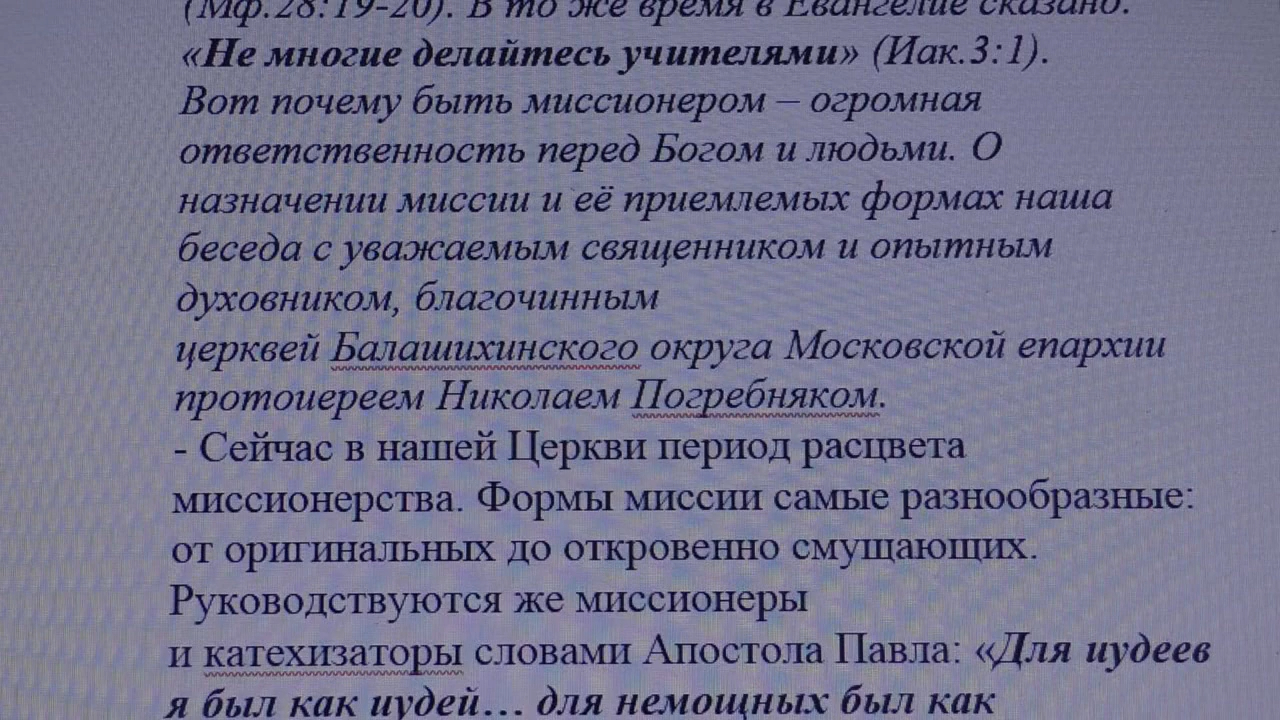 (Мф.28:19-20). В то же время в Евангелие сказано:
«Не многие делайтесь учителями» (Иак.3:1).
Вот почему быть миссионером – огромная
ответственность перед Богом и людьми. О
назначении миссии и её приемлемых формах наша
беседа с уважаемым священником и опытным
духовником, благочинным
церквей Балашихинского округа Московской епархии
протоиереем Николаем Погребняком.
- Сейчас в нашей Церкви период расцвета
миссионерства. Формы миссии самые разнообразные:
от оригинальных до откровенно смущающих.
Руководствуются же миссионеры
и катехизаторы словами Апостола Павла: «Для иудеев
я был как иудей… для немощных был как